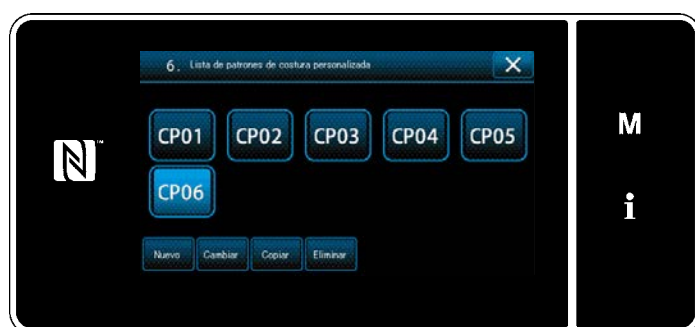 6. Lista de patrones de costura personalizada
CP01 CP02 CP03 CP04 CP05
M
CP06
i
Nuevo Cambiar Copiar Eliminar